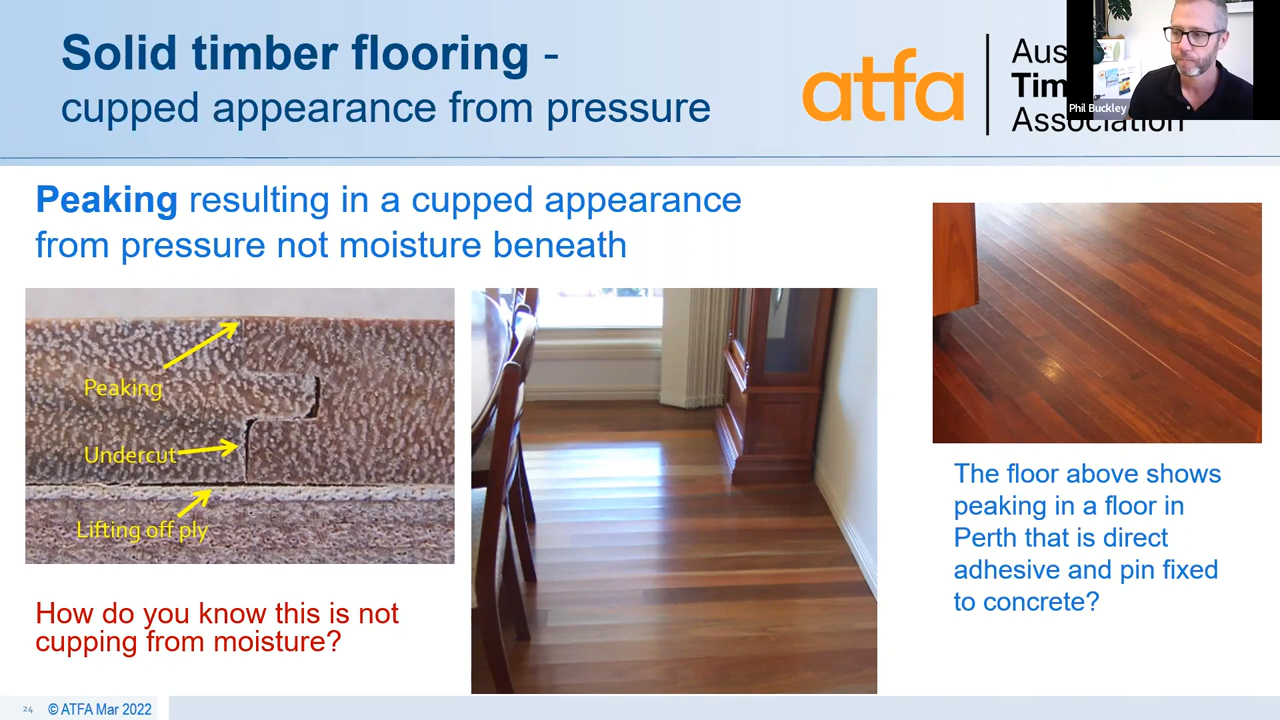 Solid timber flooring -
cupped appearance from pressure
atfa
Aus
Tim
Association
Phil Buckley
Peaking resulting in a cupped appearance
from pressure not moisture beneath
Peaking
Undercut
Lifting off ply
How do you know this is not
cupping from moisture?
The floor above shows
peaking in a floor in
Perth that is direct
adhesive and pin fixed
to concrete?
24 © ATFA Mar 2022